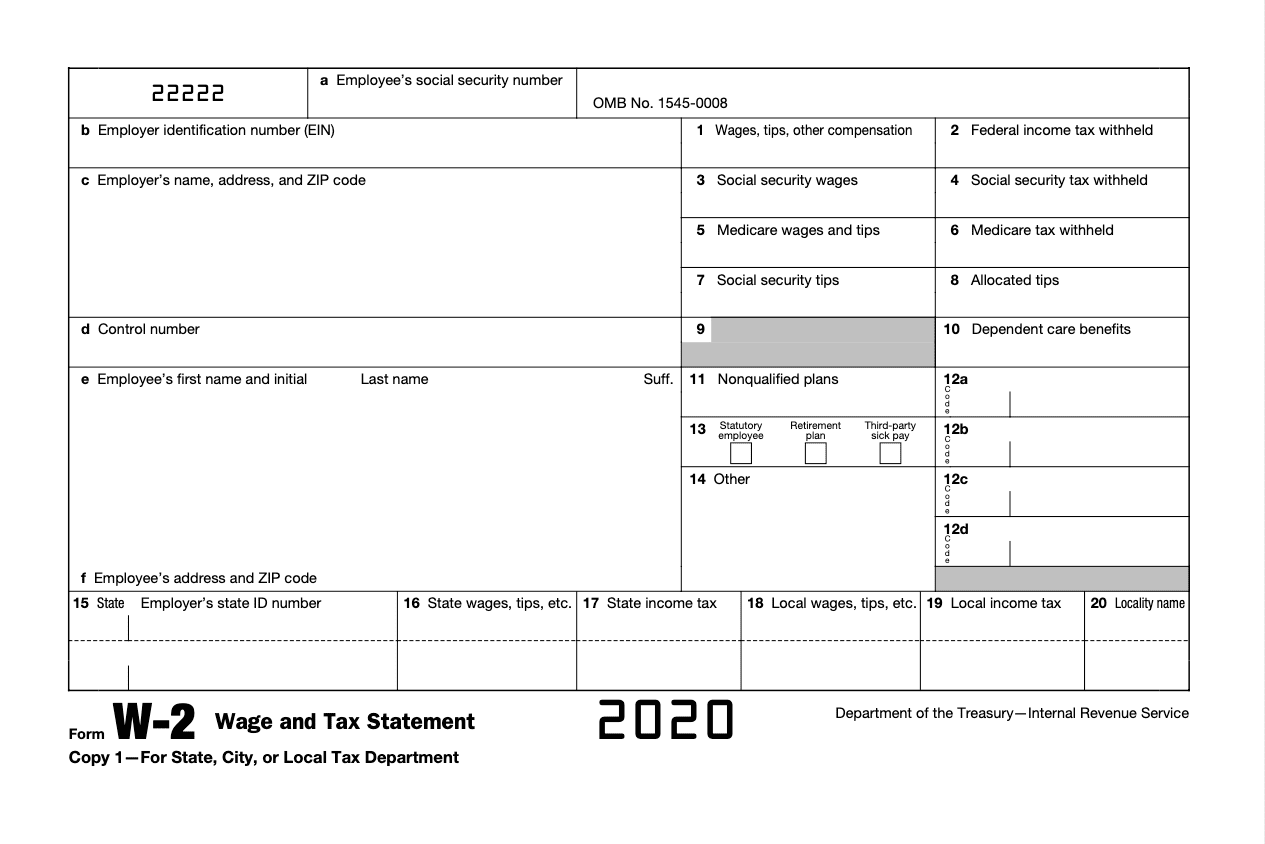 22222
a Employee’s social security number
OMB No. 1545-0008
b Employer identification number (EIN)
1 Wages, tips, other compensation
2 Federal income tax withheld
c Employer’s name, address, and ZIP code
3 Social security wages
4 Social security tax withheld
5 Medicare wages and tips
6 Medicare tax withheld
7 Social security tips
8 Allocated tips
d Control number
9
10 Dependent care benefits
e Employee’s first name and initial
Last name
Suff.
11 Nonqualified plans
12a
Code
13
Statutory employee
Retirement plan
Third-party sick pay
12b
Code
14 Other
12c
Code
12d
Code
f Employee’s address and ZIP code
15 State
Employer’s state ID number
16 State wages, tips, etc.
17 State income tax
18 Local wages, tips, etc.
19 Local income tax
20 Locality name
Form W-2 Wage and Tax Statement
2020
Department of the Treasury—Internal Revenue Service
Copy 1—For State, City, or Local Tax Department